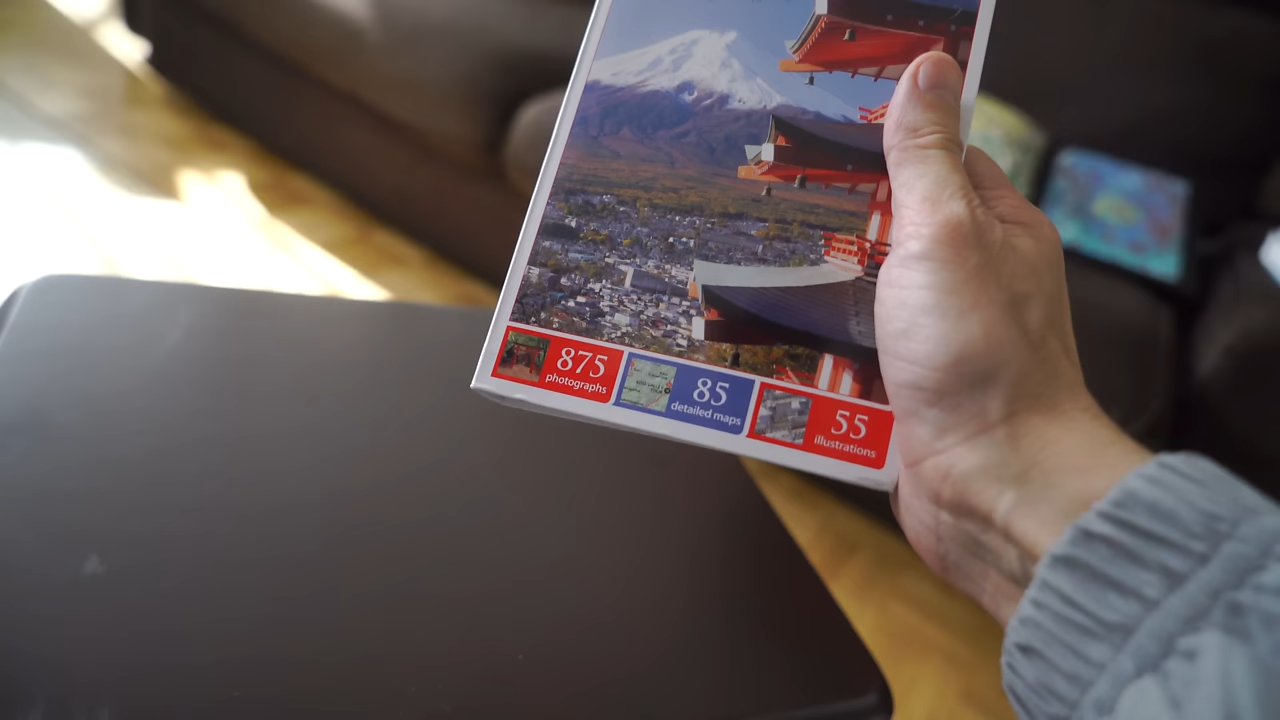 875
photographs
85
detailed maps
55
illustrations